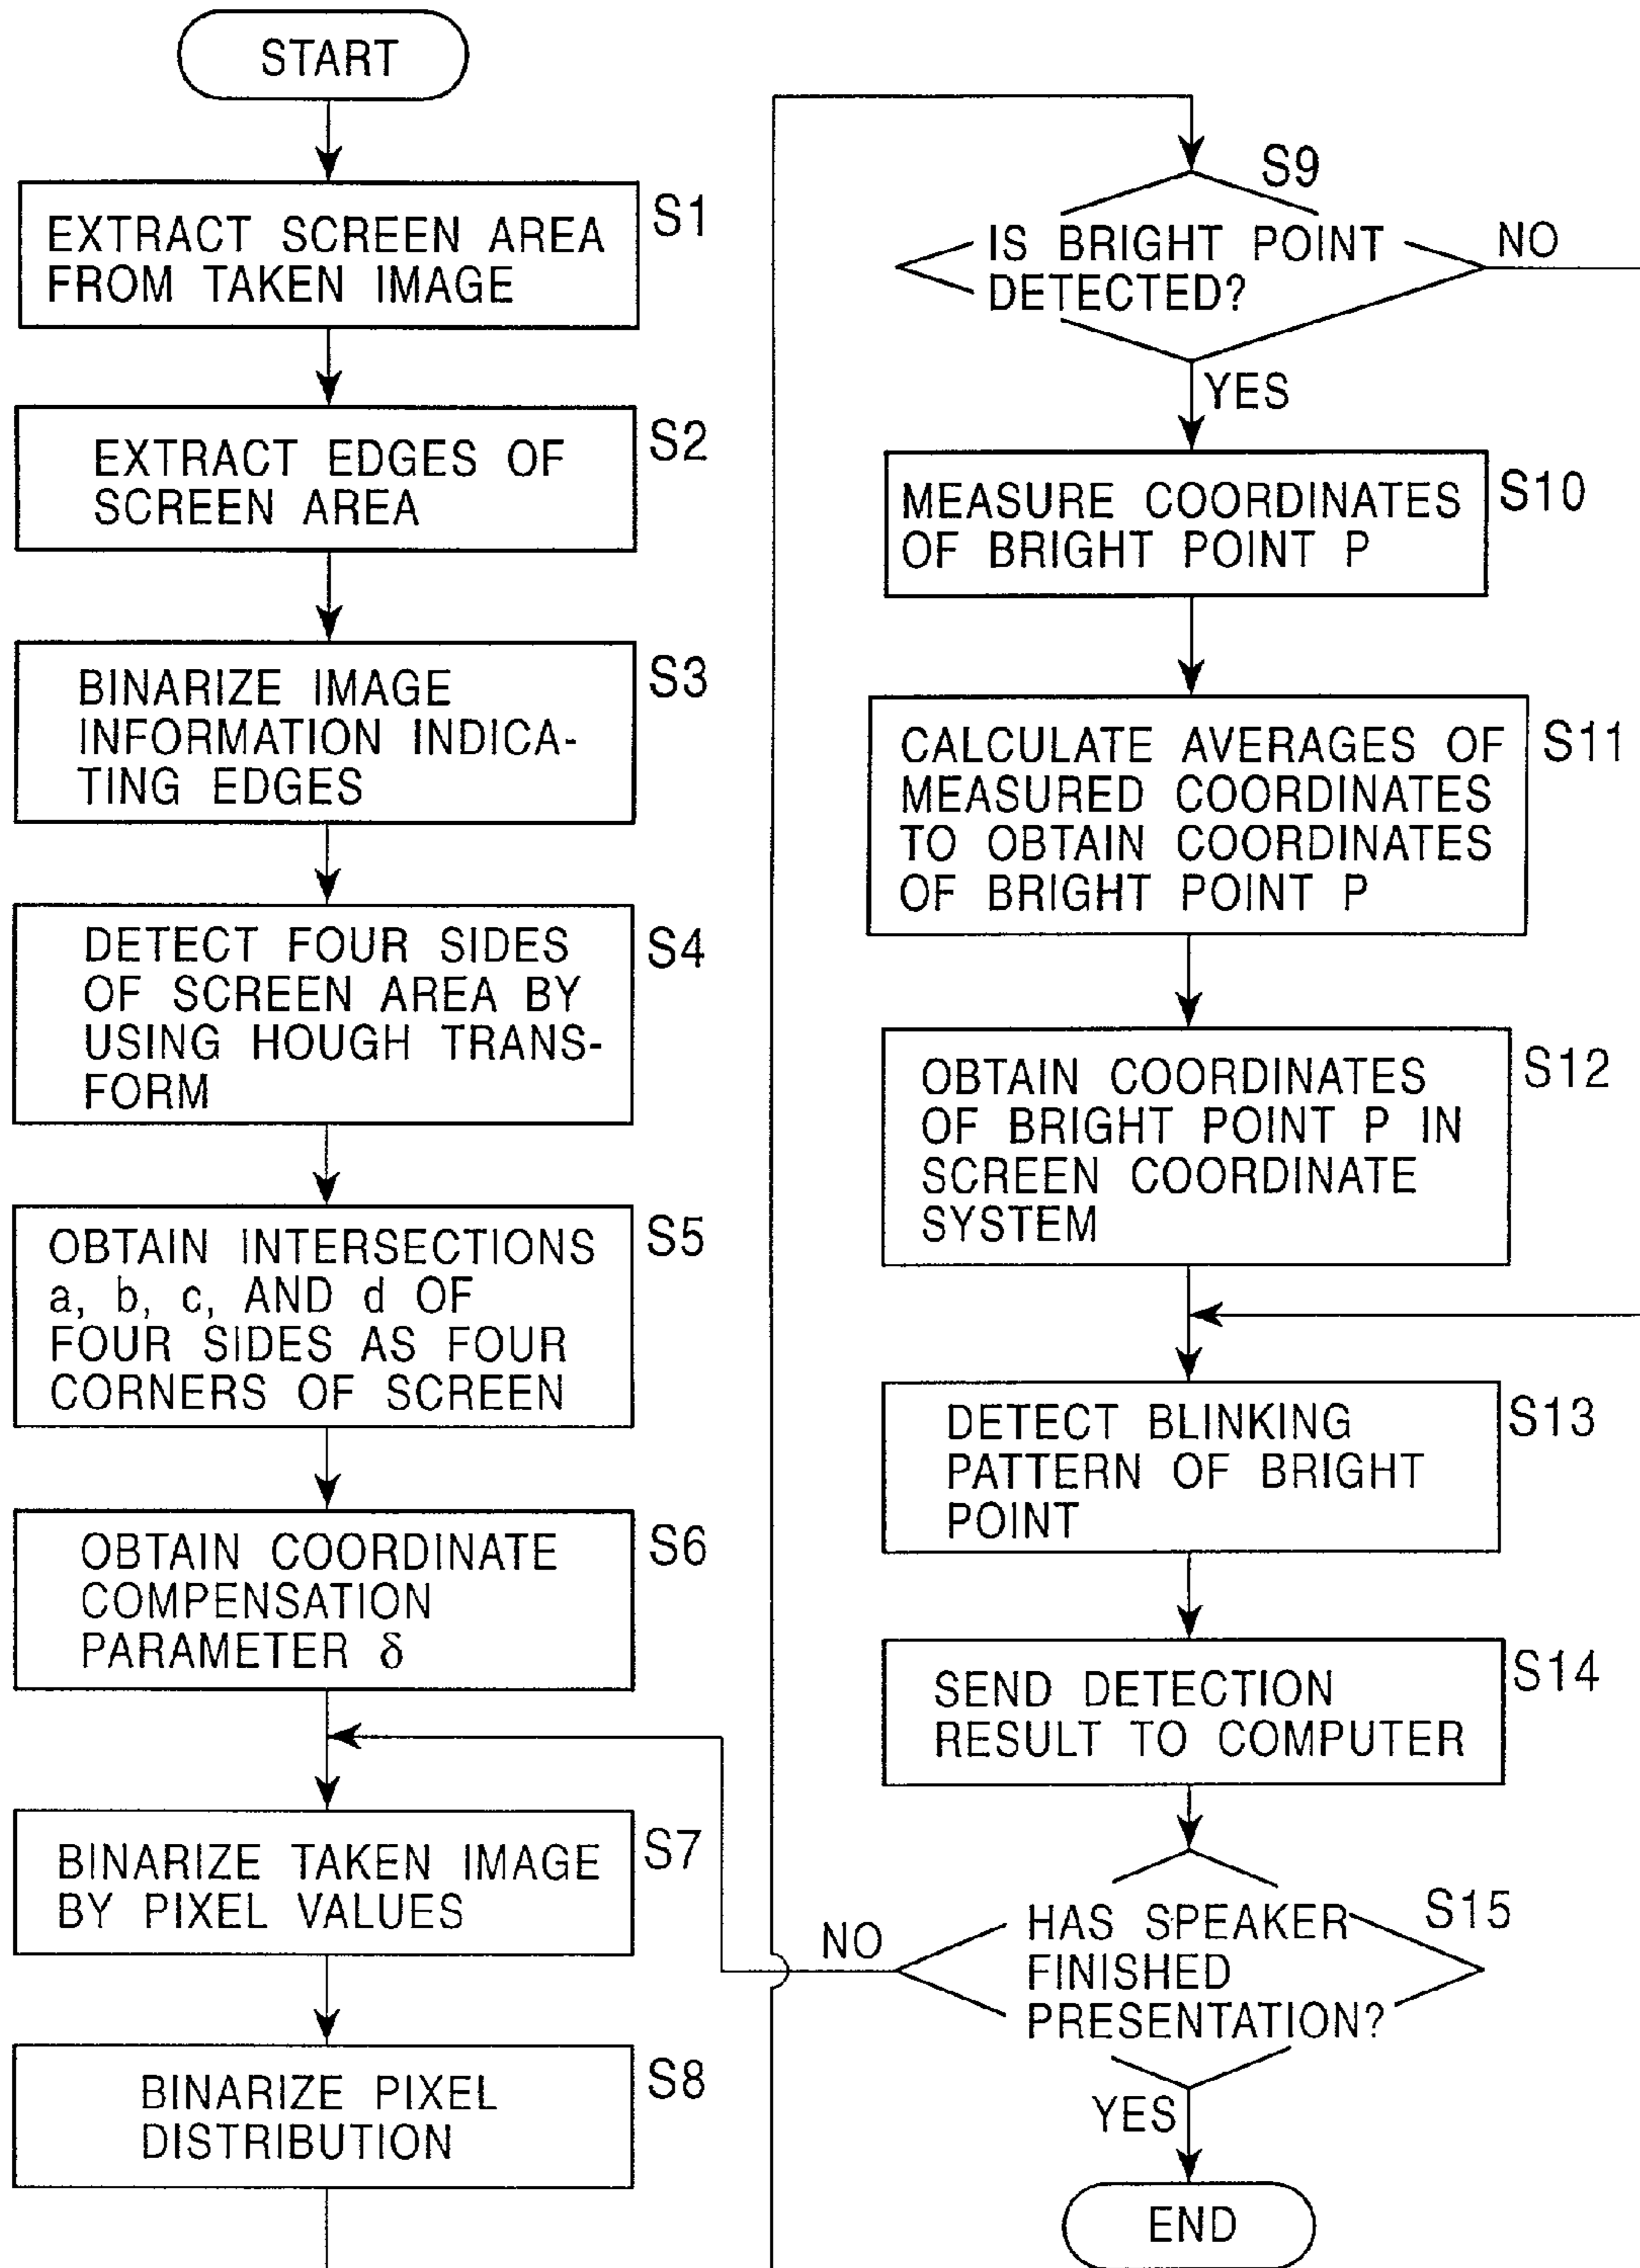 START
S1
EXTRACT SCREEN AREA
FROM TAKEN IMAGE
S2
EXTRACT EDGES OF
SCREEN AREA
S3
BINARIZE IMAGE
INFORMATION INDICA-
TING EDGES
S4
DETECT FOUR SIDES
OF SCREEN AREA BY
USING HOUGH TRANS-
FORM
S5
OBTAIN INTERSECTIONS
a, b, c, AND d OF
FOUR SIDES AS FOUR
CORNERS OF SCREEN
S6
OBTAIN COORDINATE
COMPENSATION
PARAMETER δ
S7
BINARIZE TAKEN IMAGE
BY PIXEL VALUES
S8
BINARIZE PIXEL
DISTRIBUTION
S9
IS BRIGHT POINT
DETECTED?
NO
YES
S10
MEASURE COORDINATES
OF BRIGHT POINT P
S11
CALCULATE AVERAGES OF
MEASURED COORDINATES
TO OBTAIN COORDINATES
OF BRIGHT POINT P
S12
OBTAIN COORDINATES
OF BRIGHT POINT P IN
SCREEN COORDINATE
SYSTEM
S13
DETECT BLINKING
PATTERN OF BRIGHT
POINT
S14
SEND DETECTION
RESULT TO COMPUTER
S15
HAS SPEAKER
FINISHED
PRESENTATION?
NO
YES
END